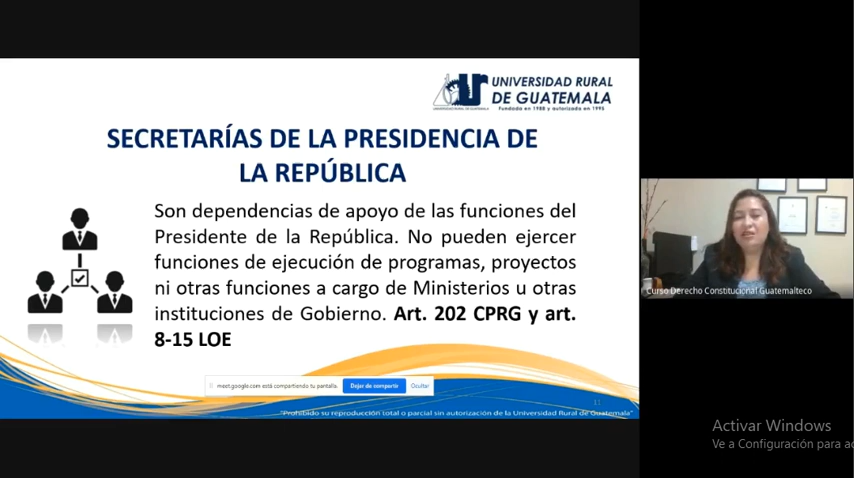 UNIVERSIDAD RURAL
DE GUATEMALA
Fundada en 1988 y autorizada en 1995
SECRETARÍAS DE LA PRESIDENCIA DE
LA REPÚBLICA
Son dependencias de apoyo de las funciones del
Presidente de la República. No pueden ejercer
funciones de ejecución de programas, proyectos
ni otras funciones a cargo de Ministerios u otras
instituciones de Gobierno. Art. 202 CPRG y art.
8-15 LOE
meet.google.com está compartiendo tu pantalla.
Dejar de compartir
Ocultar
11
"Prohibido su reproducción total o parcial sin autorización de la Universidad Rural de Guatemala"
Curso Derecho Constitucional Guatemalteco
Activar Windows
Ve a Configuración para ac